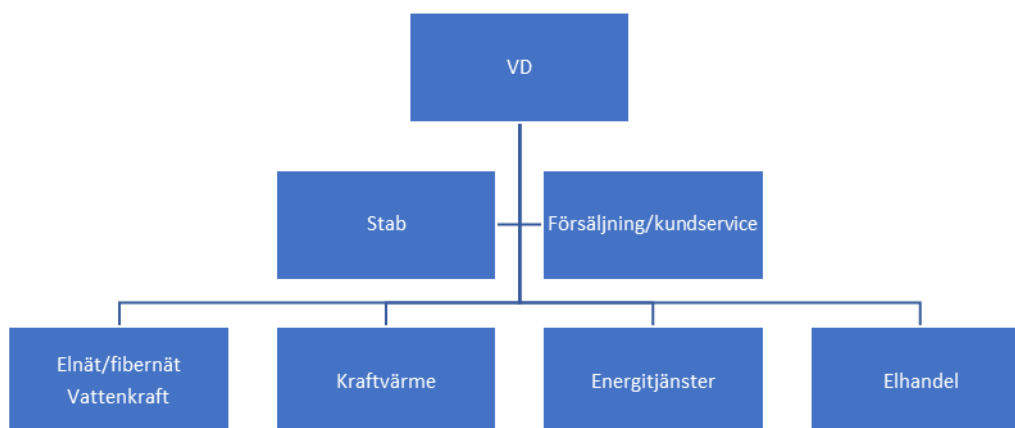 VD
Stab
Försäljning/kundservice
Elnät/fibernät
Vattenkraft
Kraftvärme
Energitjänster
Elhandel